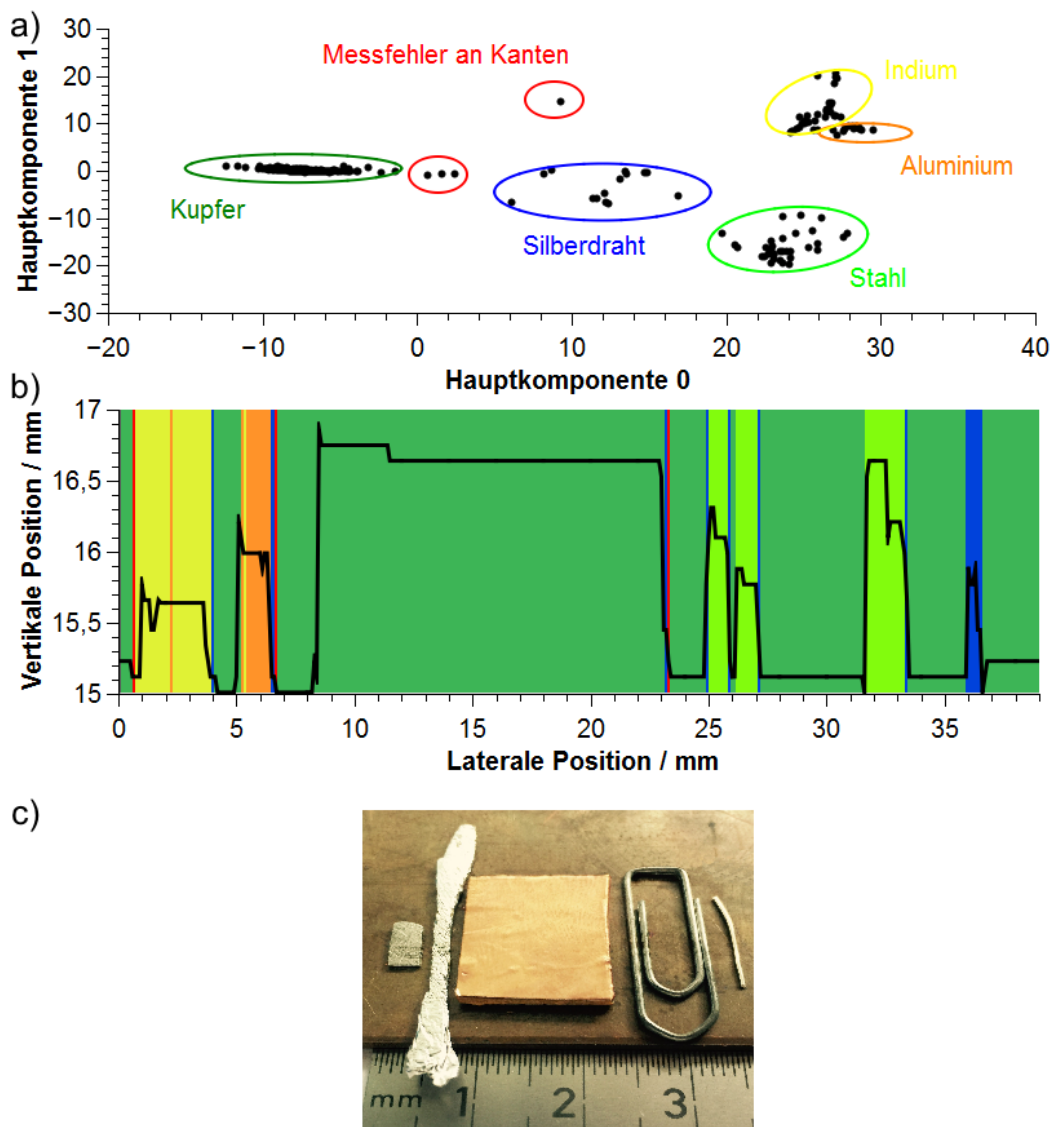 a)
30
20
10
0
−10
−20
−30
Hauptkomponente 1
Messfehler an Kanten
Indium
Aluminium
Kupfer
Silberdraht
Stahl
−20
−10
0
10
20
30
40
Hauptkomponente 0
b)
17
16,5
16
15,5
15
Vertikale Position / mm
0
5
10
15
20
25
30
35
Laterale Position / mm
c)
mm 1 2 3